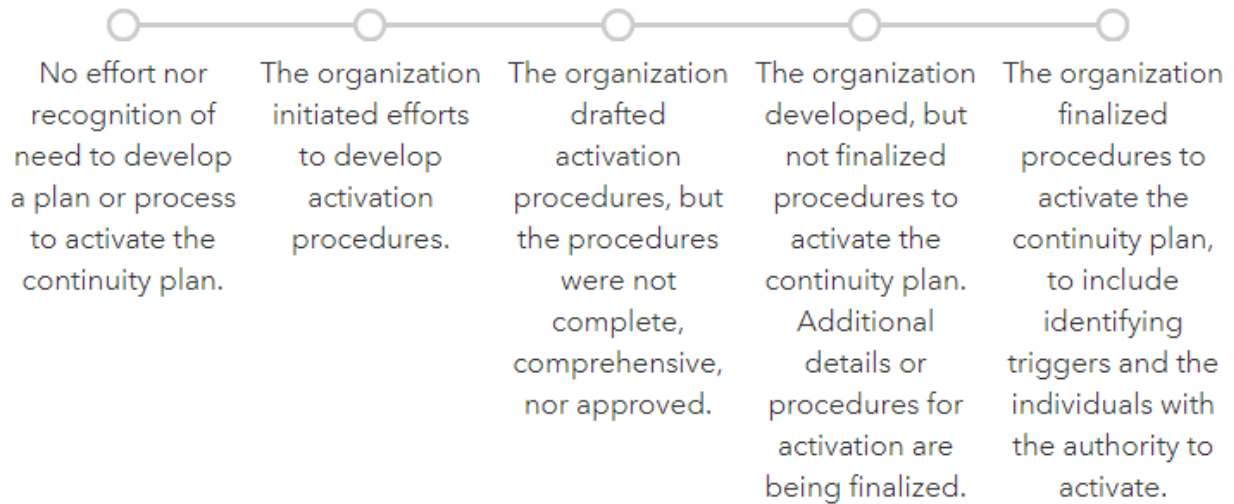 No effort nor
recognition of
need to develop
a plan or process
to activate the
continuity plan.
The organization
initiated efforts
to develop
activation
procedures.
The organization
drafted
activation
procedures, but
the procedures
were not
complete,
comprehensive,
nor approved.
The organization
developed, but
not finalized
procedures to
activate the
continuity plan.
Additional
details or
procedures for
activation are
being finalized.
The organization
finalized
procedures to
activate the
continuity plan,
to include
identifying
triggers and the
individuals with
the authority to
activate.